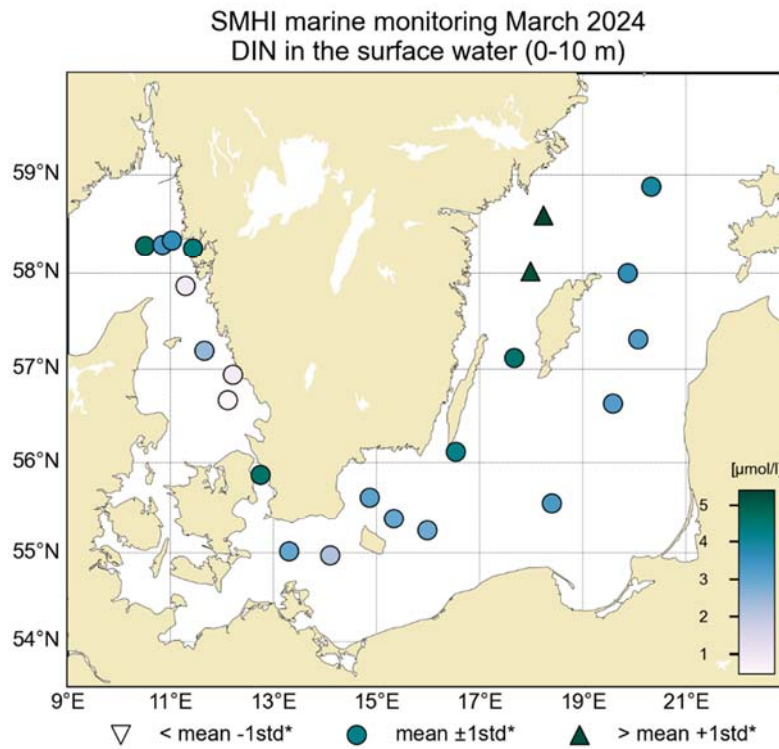 SMHI marine monitoring March 2024
DIN in the surface water (0-10 m)
59°N
58°N
57°N
56°N
55°N
54°N
[µmol/l
5
4
3
2
1
9°E 11°E 13°E 15°E 17°E 19°E 21°E
< mean -1std* mean ±1std* > mean +1std*